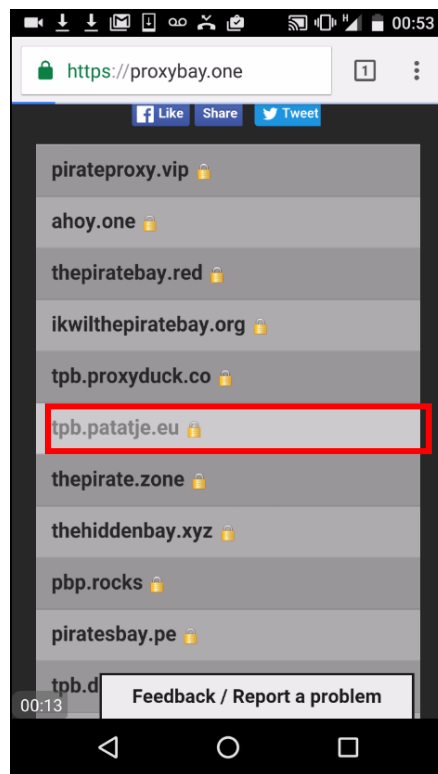 H
00:53
https://proxybay.one
1
Like Share Tweet
pirateproxy.vip
ahoy.one
thepiratebay.red
ikwilthepiratebay.org
tpb.proxyduck.co
tpb.patatje.eu
thepirate.zone
thehiddenbay.xyz
pbp.rocks
piratesbay.pe
tpb.d
00:13
Feedback / Report a problem